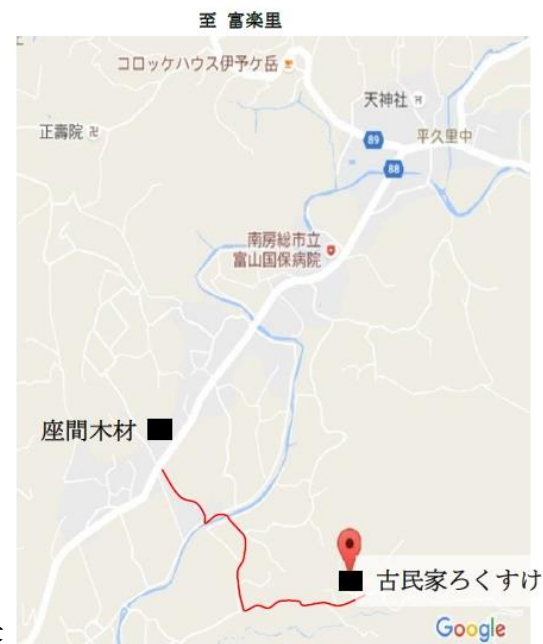 至 富楽里
コロッケハウス伊予ケ岳
天神社
正壽院
89
平久里中
88
南房総市立
富山国保病院
座間木材
古民家ろくすけ
Google